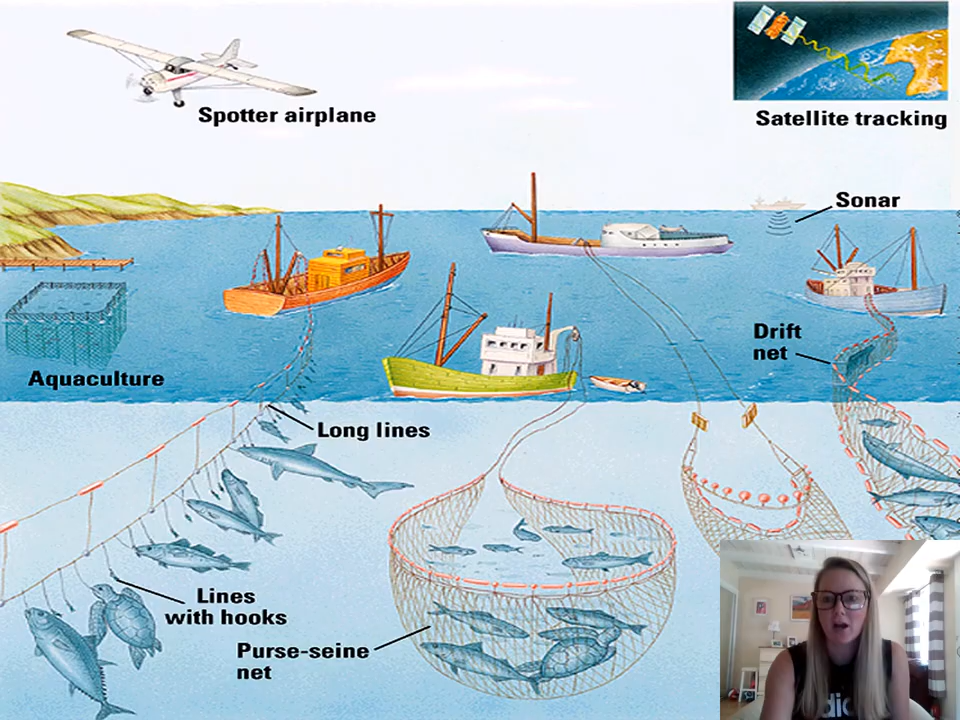 Spotter airplane
Satellite tracking
Sonar
Drift
net
Aquaculture
Long lines
Lines
with hooks
Purse-seine
net